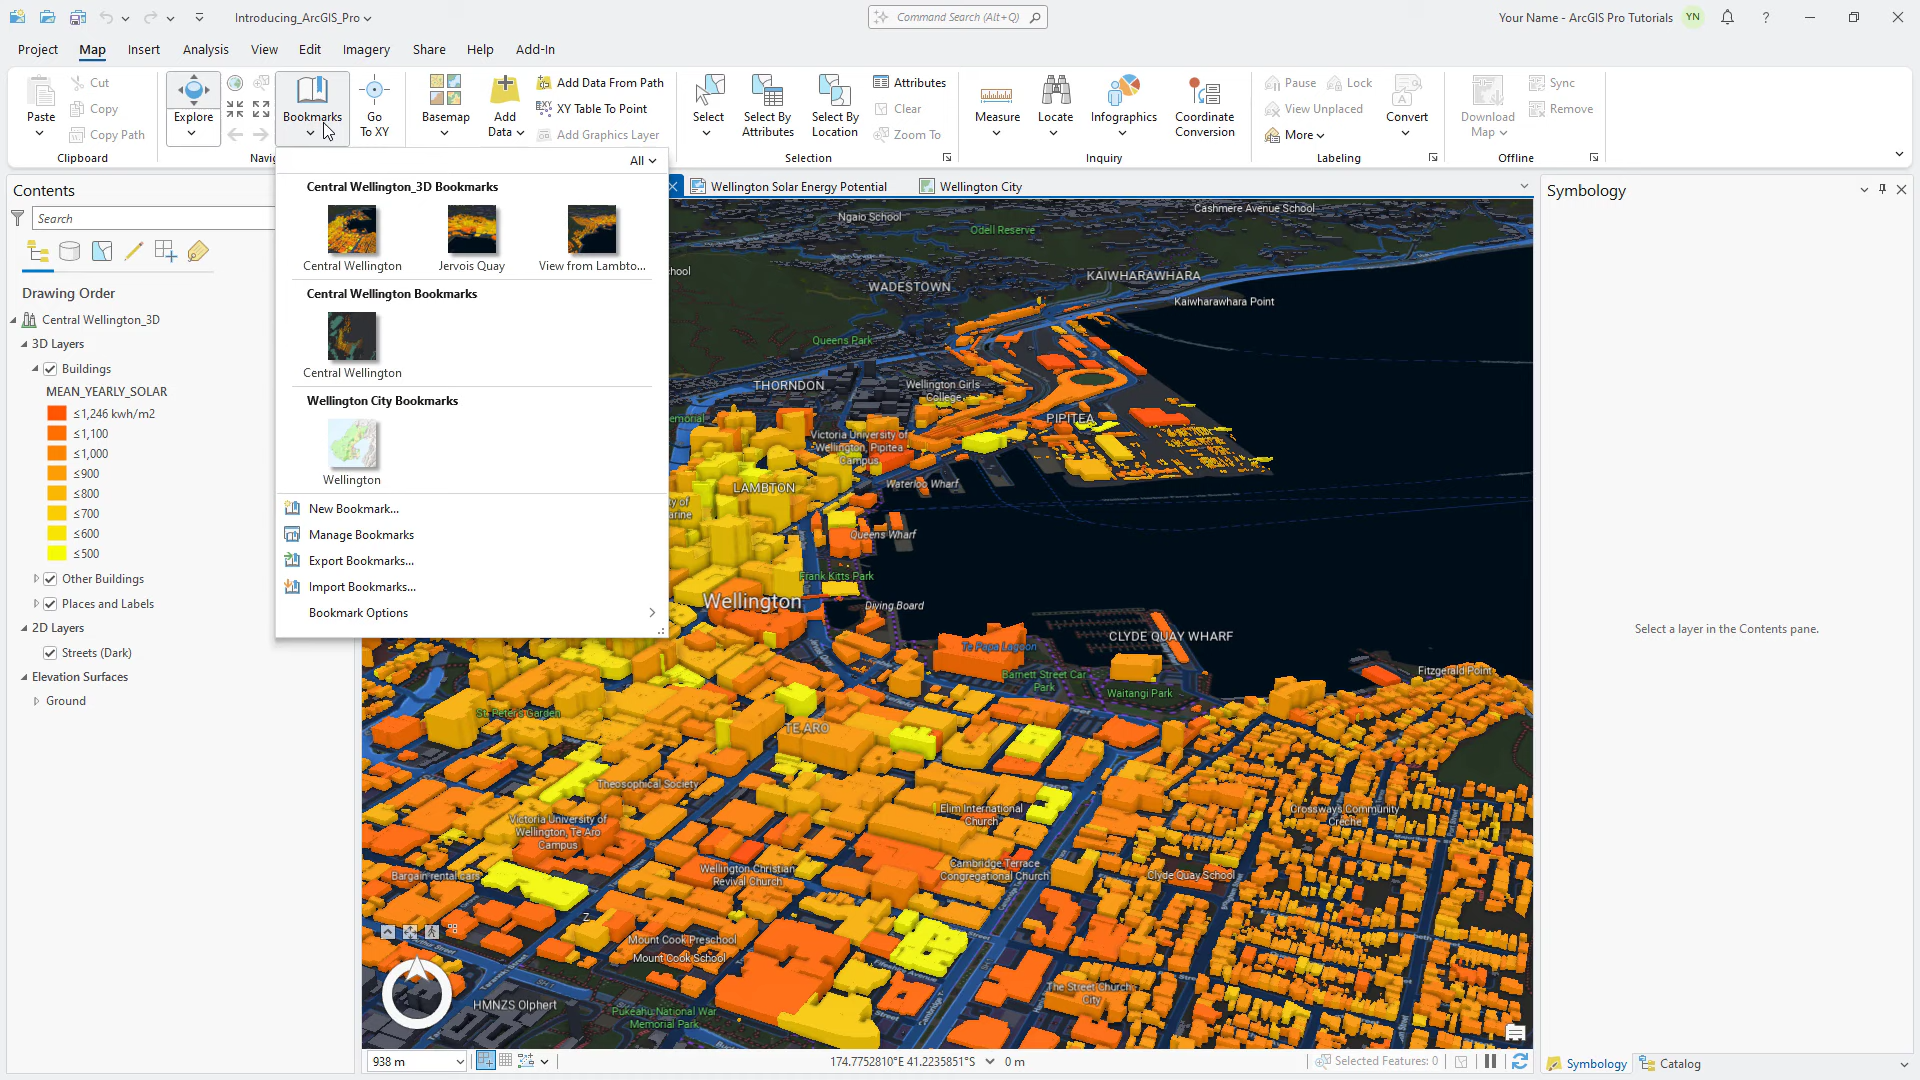 Introducing_ArcGIS_Pro
Command Search (Alt+Q)
Your Name - ArcGIS Pro Tutorials
YN
?
Project Map Insert Analysis View Edit Imagery Share Help Add-In
Paste
Cut
Copy
Copy Path
Clipboard
Explore
Bookmarks
Go To XY
Basemap
Add Data
Add Data From Path
XY Table To Point
Add Graphics Layer
Select
Select By Attributes
Select By Location
Attributes
Clear
Zoom To
Selection
Measure
Locate
Infographics
Coordinate Conversion
Inquiry
Pause
Lock
View Unplaced
More
Convert
Labeling
Download Map
Sync
Remove
Offline
Contents
Search
Drawing Order
Central Wellington_3D
3D Layers
Buildings
MEAN_YEARLY_SOLAR
≤1,246 kwh/m2
≤1,100
≤1,000
≤900
≤800
≤700
≤600
≤500
Other Buildings
Places and Labels
2D Layers
Streets (Dark)
Elevation Surfaces
Ground
All
Central Wellington_3D Bookmarks
Central Wellington
Jervois Quay
View from Lambto...
Central Wellington Bookmarks
Central Wellington
Wellington City Bookmarks
Wellington
New Bookmark...
Manage Bookmarks
Export Bookmarks...
Import Bookmarks...
Bookmark Options
Wellington Solar Energy Potential
Wellington City
Ngaio School
Cashmere Avenue School
Odell Reserve
KAIWHARAWHARA
WADESTOWN
Kaiwharawhara Point
Queens Park
THORNDON
Wellington Girls College
PIPITEA
Victoria University of Wellington, Pipitea Campus
LAMBTON
Waterloo Wharf
Queens Wharf
Frank Kitts Park
Wellington
Diving Board
CLYDE QUAY WHARF
Te Papa Lagoon
Barnett Street Car Park
Waitangi Park
Fitzgerald Point
St Peter's Garden
TE ARO
Theosophical Society
Elim International Church
Crossways Community Creche
Victoria University of Wellington, Te Aro Campus
Bargain rental Cars
Wellington Christian Revival Church
Cambridge Terrace Congregational Church
Clyde Quay School
Z
Mount Cook Preschool
Mount Cook School
HMNZS Olphert
Pukeahu National War Memorial Park
The Street Church City
938 m
174.7752810°E 41.2235851°S
0 m
Selected Features: 0
Symbology
Select a layer in the Contents pane.
Symbology
Catalog